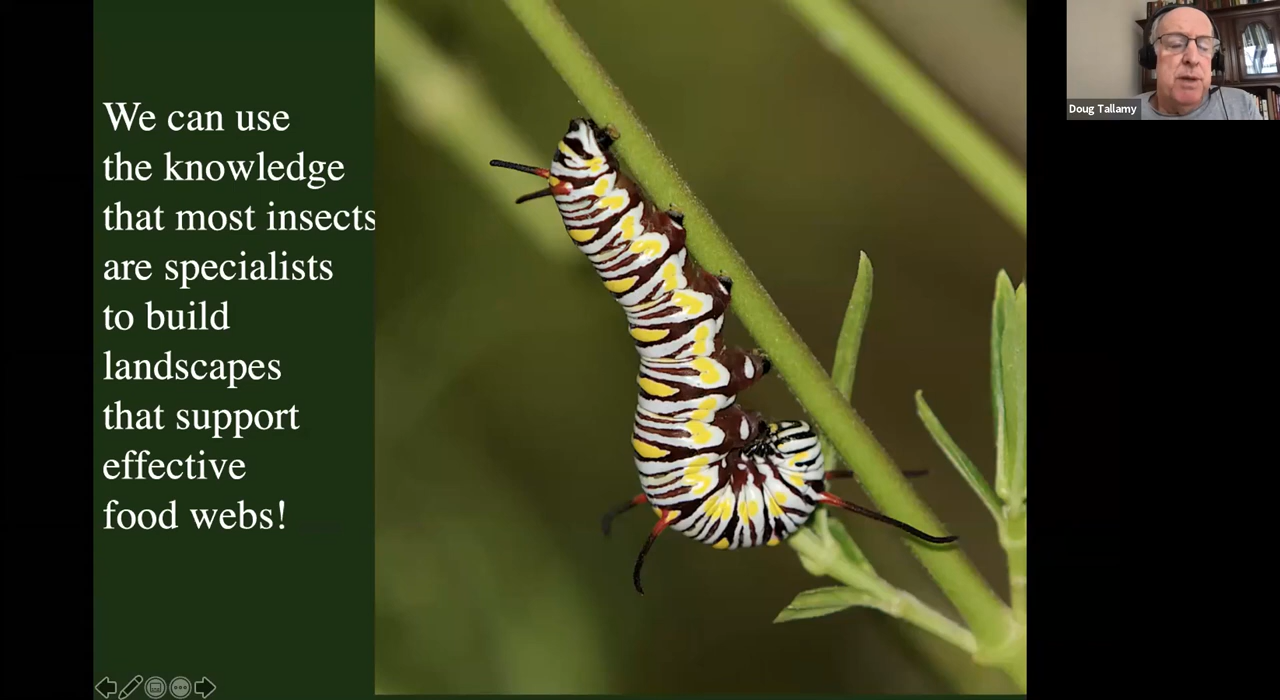 We can use
the knowledge
that most insects
are specialists
to build
landscapes
that support
effective
food webs!
Doug Tallamy